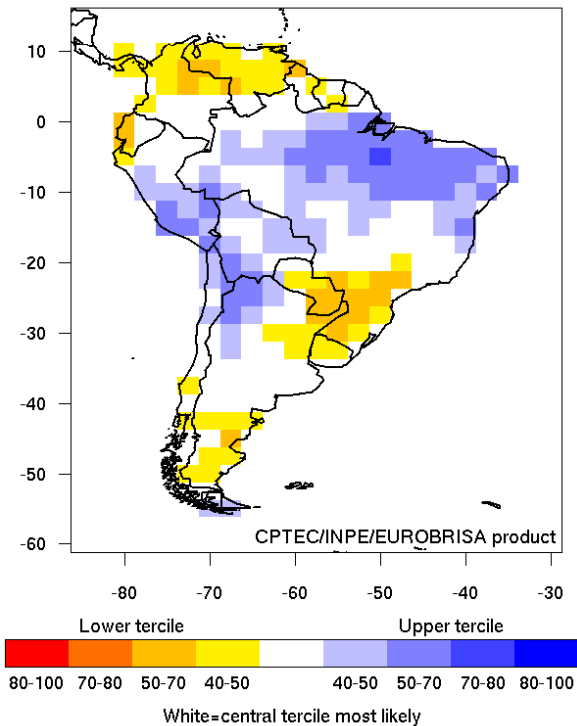 10
0
-10
-20
-30
-40
-50
-60
CPTEC/INPE/EUROBRISA product
-80 -70 -60 -50 -40 -30
Lower tercile Upper tercile
80-100 70-80 50-70 40-50 40-50 50-70 70-80 80-100
White=central tercile most likely